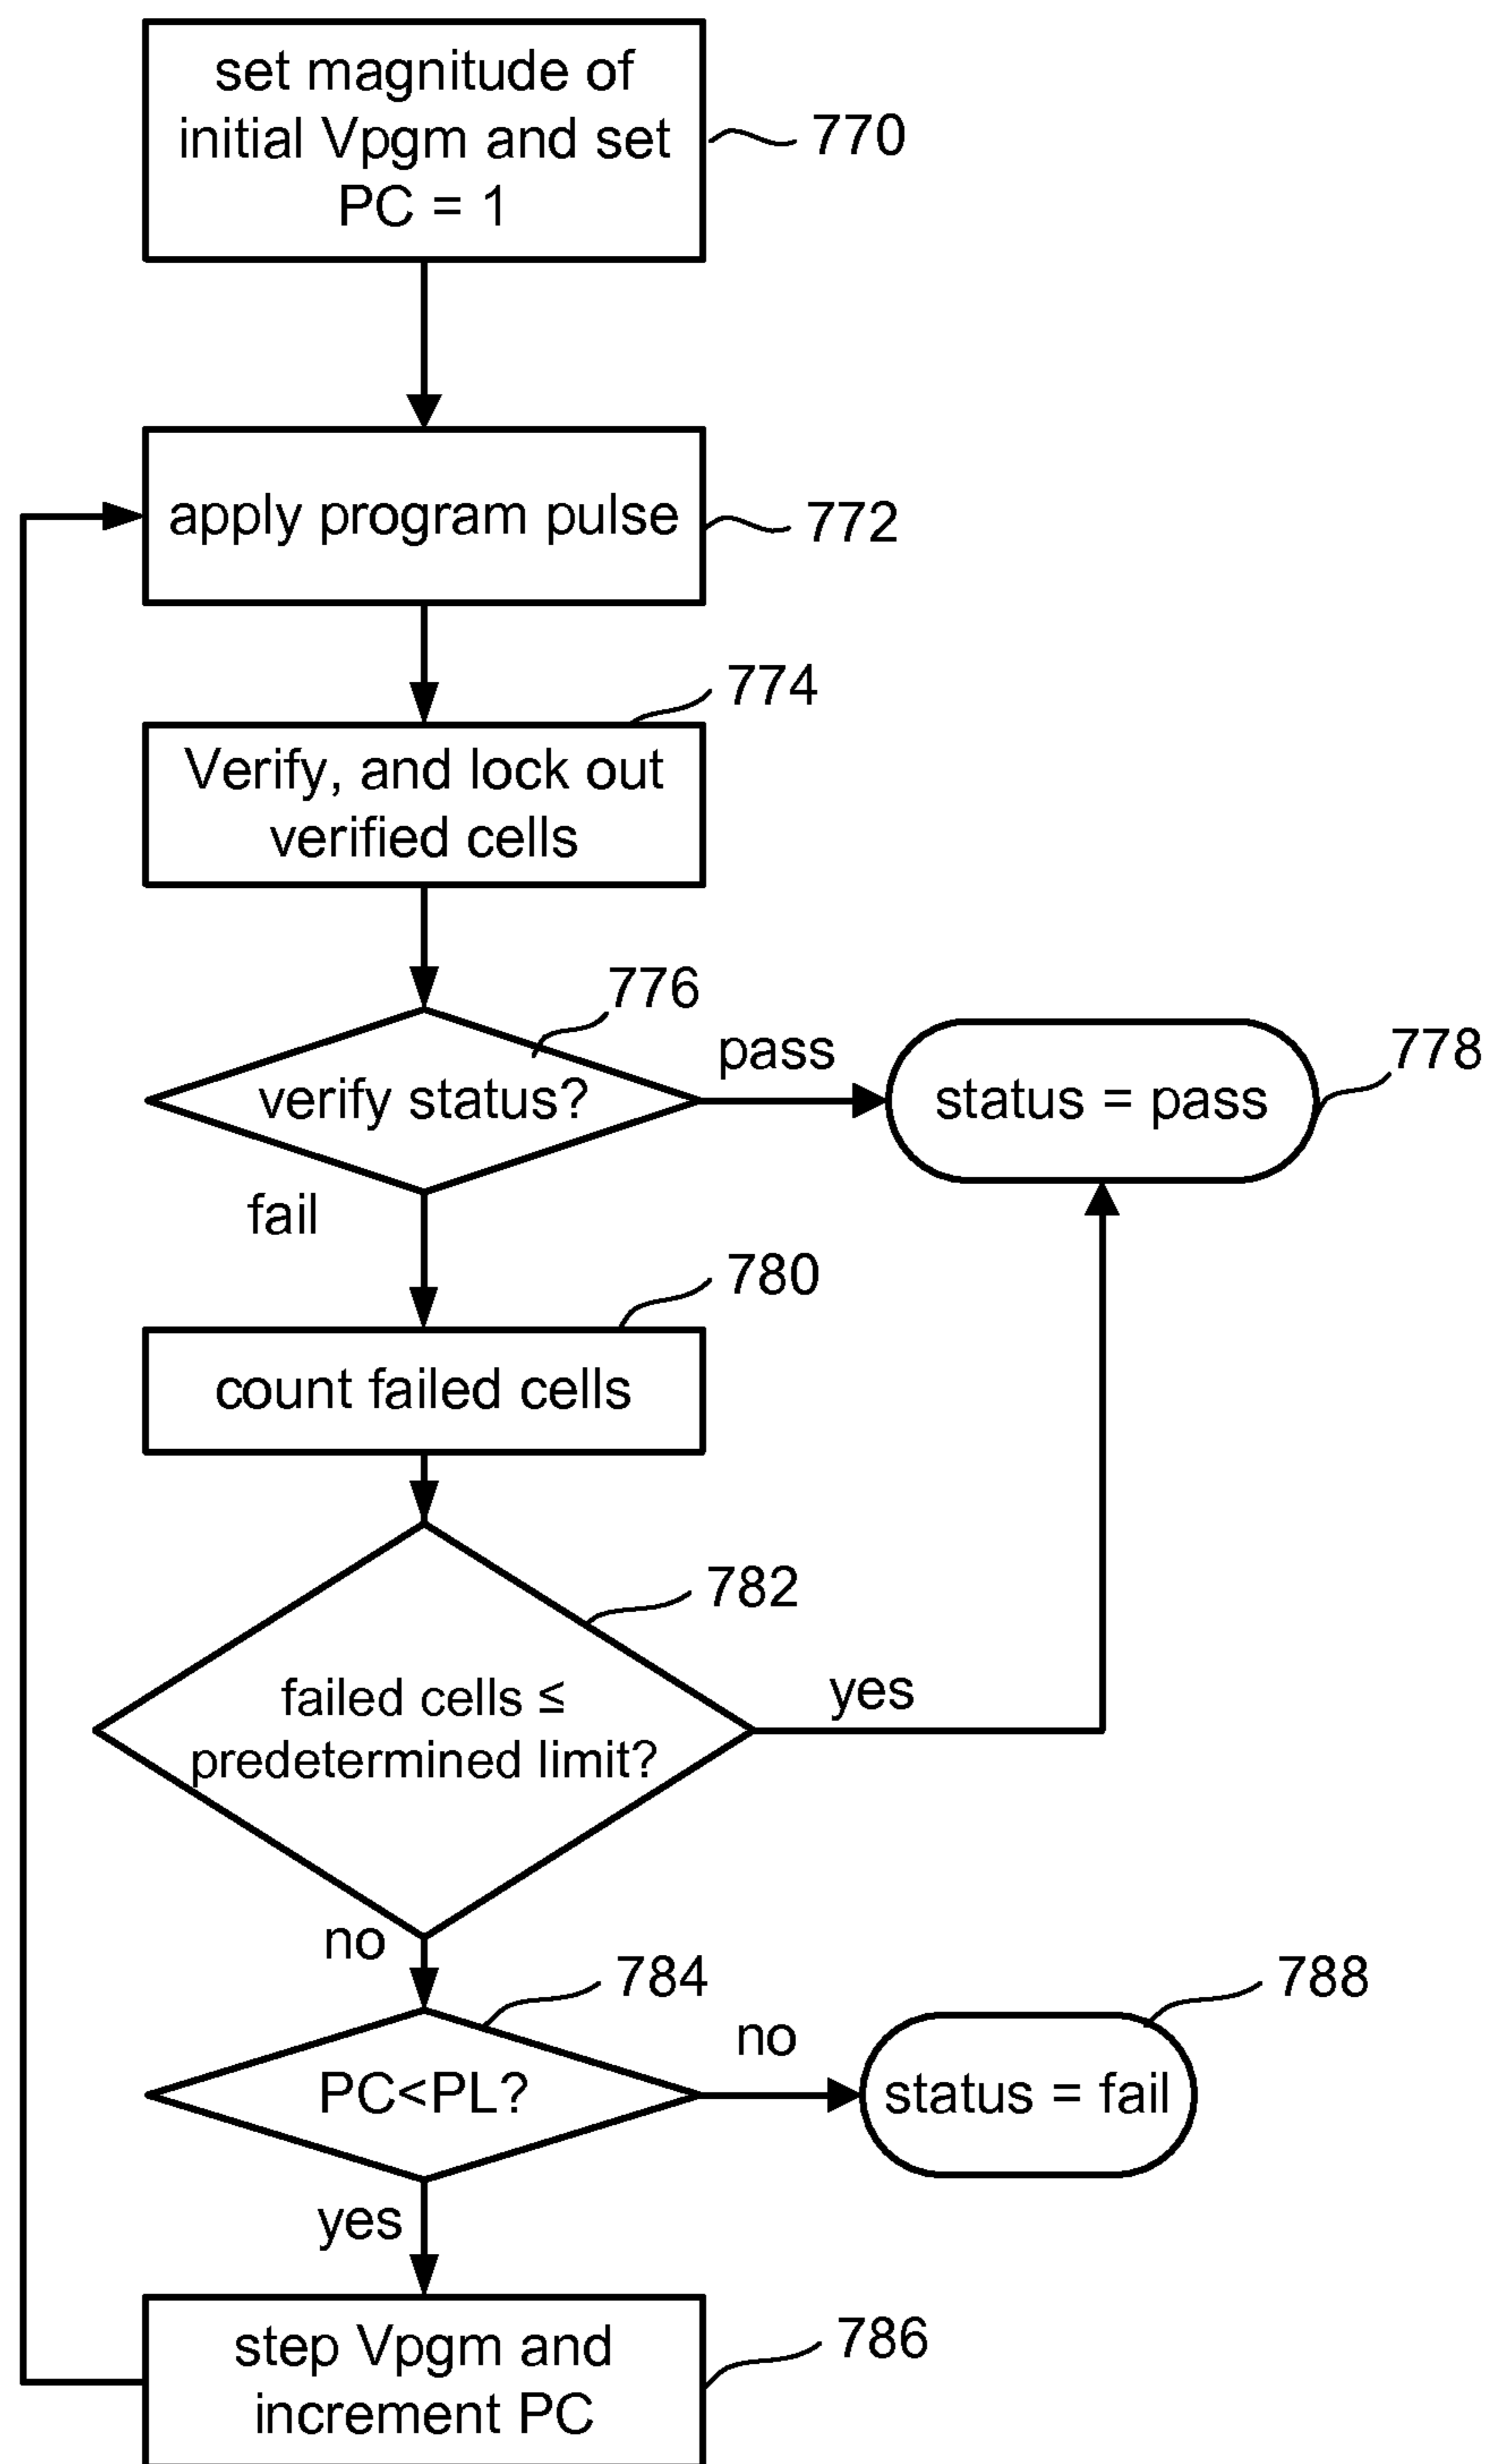 set magnitude of
initial Vpgm and set
PC = 1
770
apply program pulse
772
774
Verify, and lock out
verified cells
776
verify status?
pass
status = pass
778
fail
780
count failed cells
782
failed cells ≤
predetermined limit?
yes
no
784
PC<PL?
no
status = fail
788
yes
step Vpgm and
increment PC
786